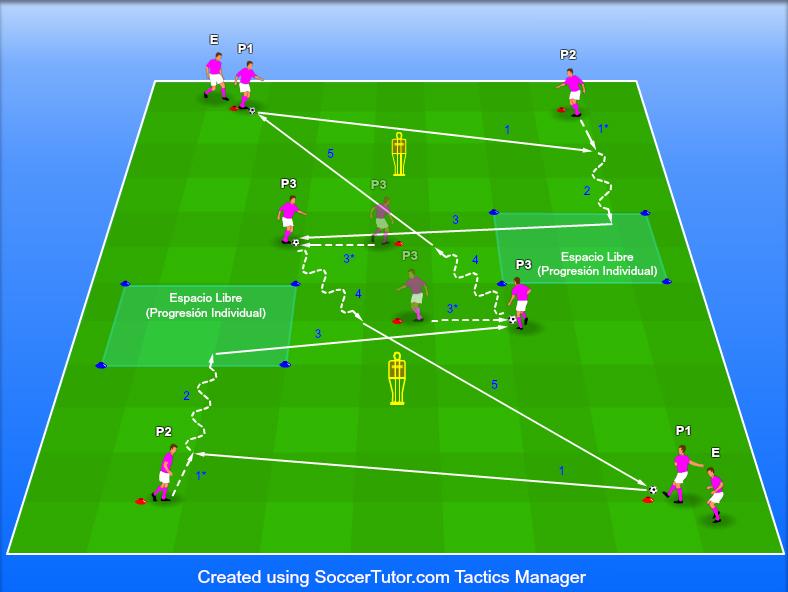 E
P1
P2
1
1*
5
2
P3
P3
3
Espacio Libre
(Progresión Individual)
3*
P3
4
P3
Espacio Libre
(Progresión Individual)
4
3*
3
2
5
P2
P1
E
1*
1
Created using SoccerTutor.com Tactics Manager